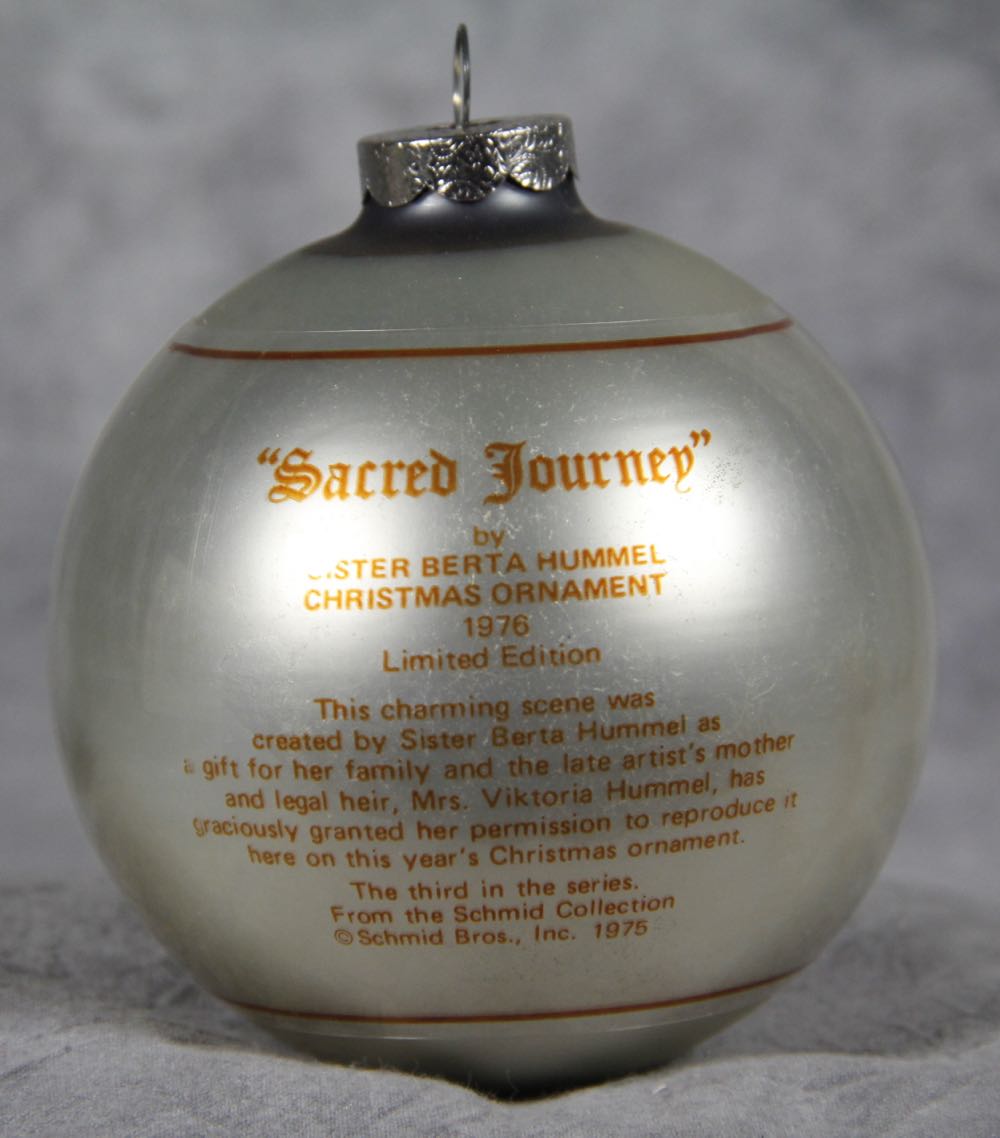 "Sacred Journey"
by
SISTER BERTA HUMMEL
CHRISTMAS ORNAMENT
1976
Limited Edition
This charming scene was
created by Sister Berta Hummel as
a gift for her family and the late artist's mother
and legal heir, Mrs. Viktoria Hummel, has
graciously granted her permission to reproduce it
here on this year's Christmas ornament.
The third in the series.
From the Schmid Collection
© Schmid Bros., Inc. 1975